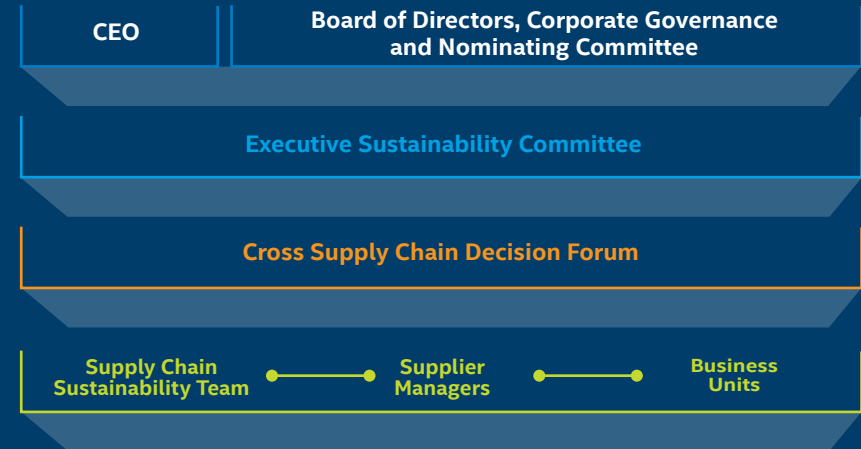 CEO
Board of Directors, Corporate Governance
and Nominating Committee
Executive Sustainability Committee
Cross Supply Chain Decision Forum
Supply Chain
Sustainability Team
Supplier
Managers
Business
Units